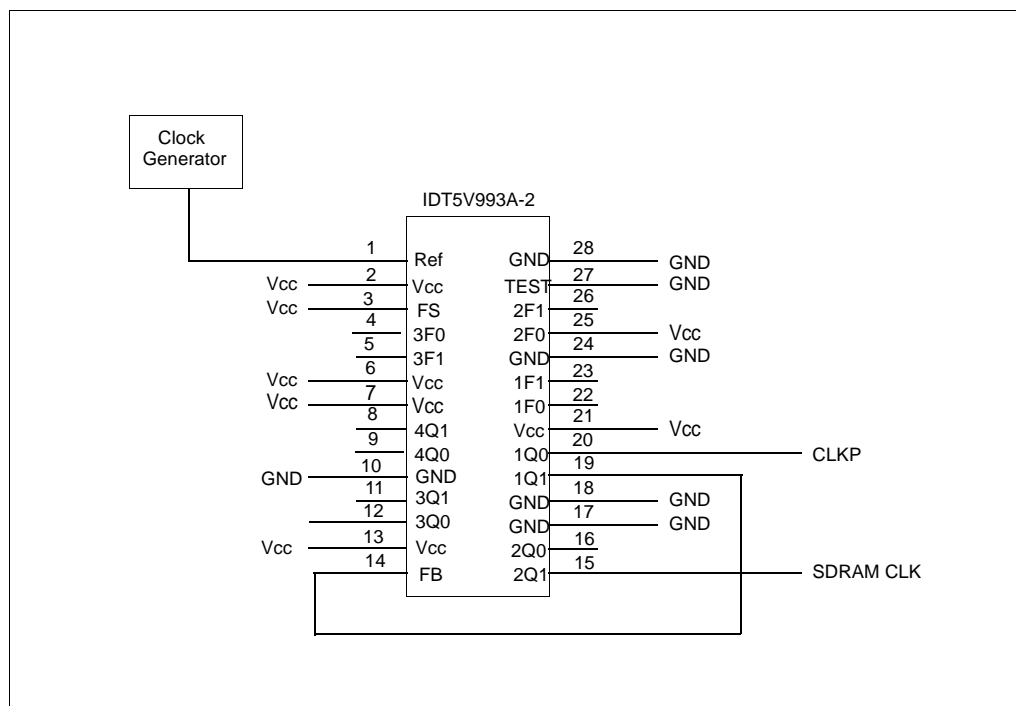 Clock
Generator
IDT5V993A-2
1 Ref GND 28 GND
Vcc 2 Vcc TEST 27 GND
Vcc 3 FS 2F1 26
4 3F0 2F0 25 Vcc
5 3F1 GND 24 GND
Vcc 6 Vcc 1F1 23
Vcc 7 Vcc 1F0 22
8 4Q1 Vcc 21 Vcc
9 4Q0 1Q0 20 CLKP
GND 10 GND 1Q1 19
11 3Q1 GND 18 GND
12 3Q0 GND 17 GND
Vcc 13 Vcc 2Q0 16
14 FB 2Q1 15 SDRAM CLK